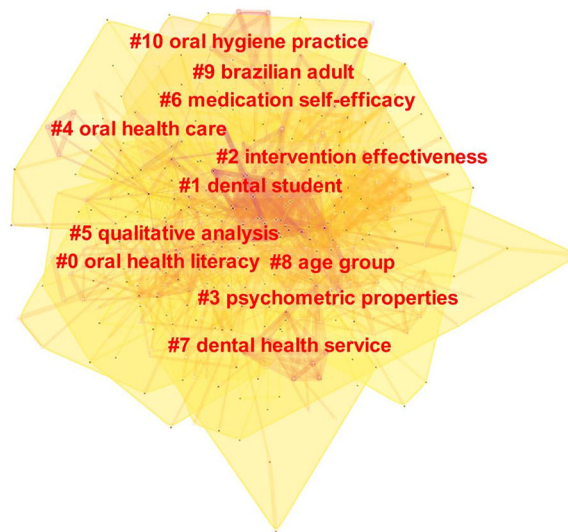 #10 oral hygiene practice
#9 brazilian adult
#6 medication self-efficacy
#4 oral health care
#2 intervention effectiveness
#1 dental student
#5 qualitative analysis
#0 oral health literacy #8 age group
#3 psychometric properties
#7 dental health service